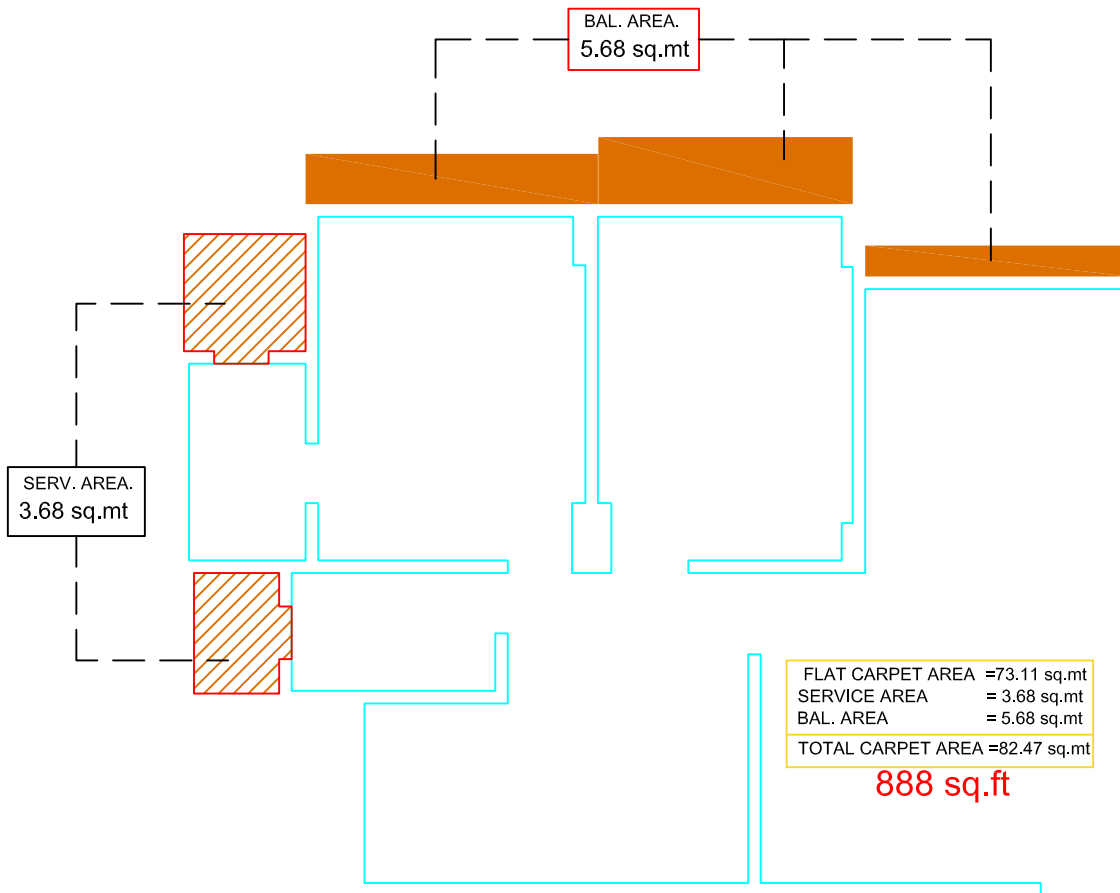 BAL. AREA.
5.68 sq.mt
SERV. AREA.
3.68 sq.mt
FLAT CARPET AREA =73.11 sq.mt
SERVICE AREA = 3.68 sq.mt
BAL. AREA = 5.68 sq.mt
TOTAL CARPET AREA =82.47 sq.mt
888 sq.ft